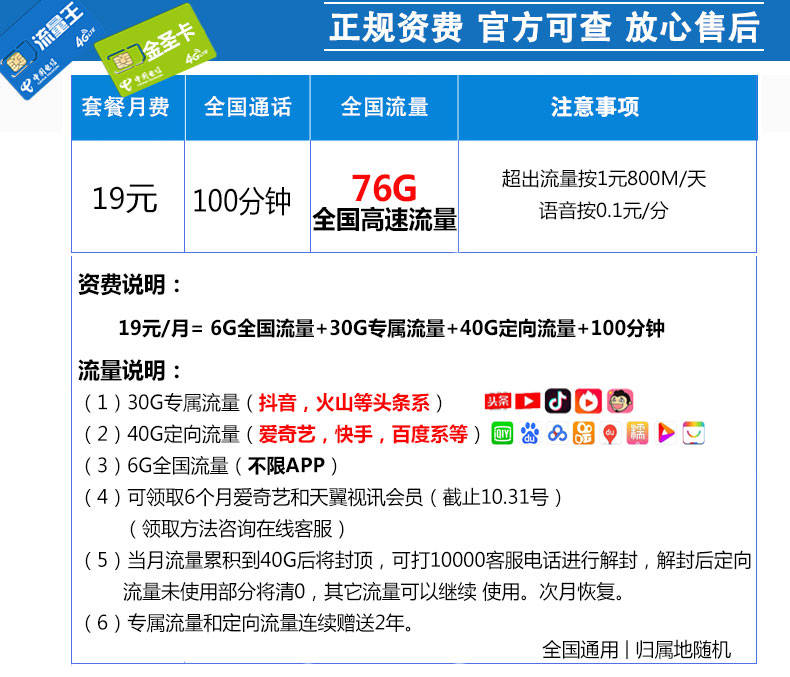 流量王
4G LTE
中国电信
金圣卡
4G LTE
中国电信
正规资费 官方可查 放心售后
套餐月费 全国通话 全国流量 注意事项
19元 100分钟 76G
全国高速流量
超出流量按1元800M/天
语音按0.1元/分
资费说明：
19元/月= 6G全国流量+30G专属流量+40G定向流量+100分钟
流量说明：
（1）30G专属流量（抖音，火山等头条系） 头条
（2）40G定向流量（爱奇艺，快手，百度系等） iQIYI du du 糯
（3）6G全国流量（不限APP）
（4）可领取6个月爱奇艺和天翼视讯会员（截止10.31号）
（领取方法咨询在线客服）
（5）当月流量累积到40G后将封顶，可打10000客服电话进行解封，解封后定向
流量未使用部分将清0，其它流量可以继续 使用。次月恢复。
（6）专属流量和定向流量连续赠送2年。
全国通用 | 归属地随机